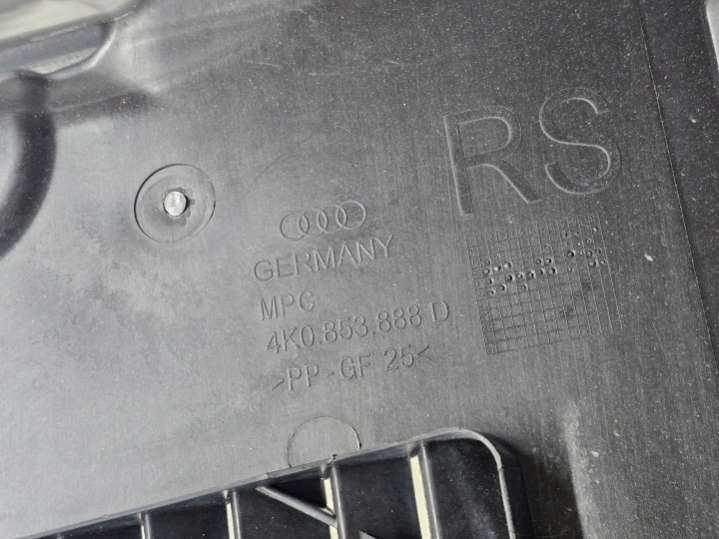 RS
GERMANY
MPG
4K0.853.888 D
>PP-GF 25<